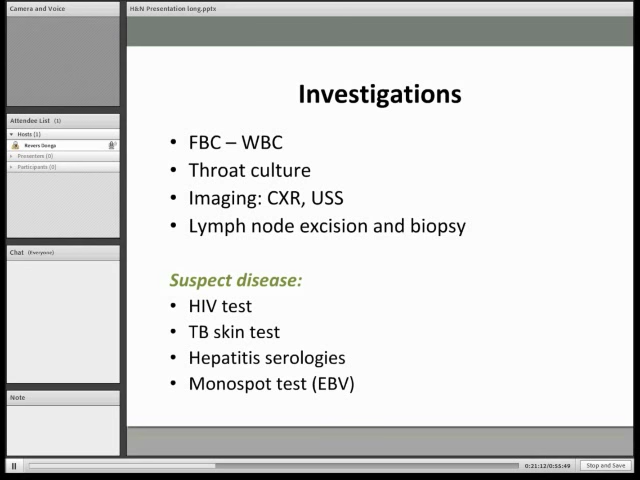 Camera and Voice
H&N Presentation long.pptx
Attendee List (1)
Hosts (1)
Presenters (0)
Participants (0)
Chat (Everyone)
Note
Investigations
• FBC – WBC
• Throat culture
• Imaging: CXR, USS
• Lymph node excision and biopsy
Suspect disease:
• HIV test
• TB skin test
• Hepatitis serologies
• Monospot test (EBV)
0:21:12/0:55:49
Stop and Save